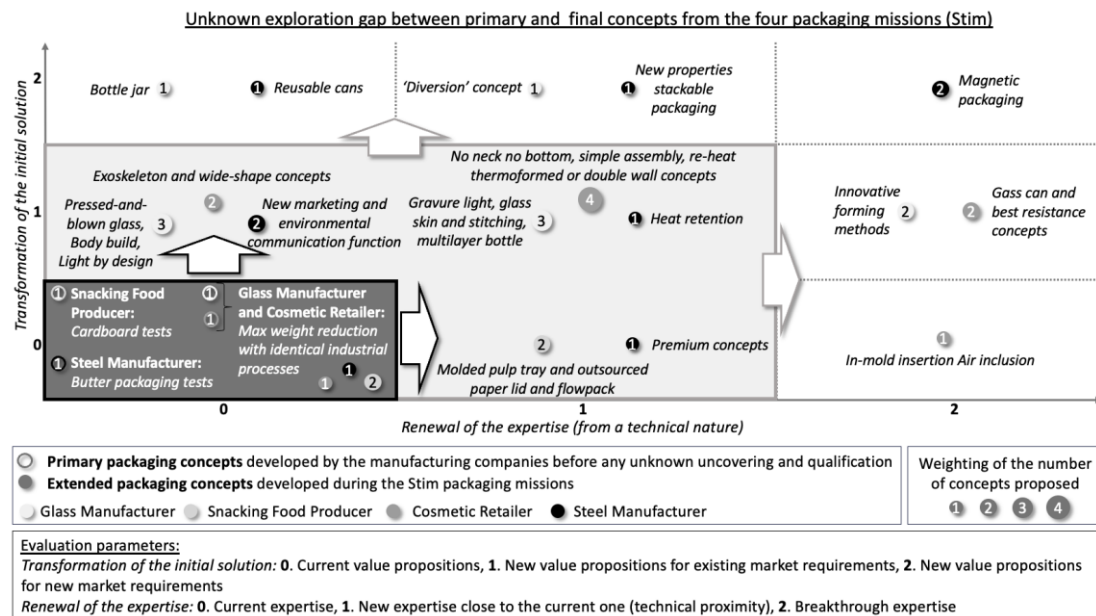 Unknown exploration gap between primary and  final concepts from the four packaging missions (Stim)
Transformation of the initial solution
2
Bottle jar
1
1
Reusable cans
'Diversion' concept
1
1
New properties
stackable
packaging
2
Magnetic
packaging
No neck no bottom, simple assembly, re-heat
thermoformed or double wall concepts
Exoskeleton and wide-shape concepts
2
4
1
Pressed-and-
blown glass,
Body build,
Light by design
3
2
New marketing and
environmental
communication function
Gravure light, glass
skin and stitching,
multilayer bottle
3
1
Heat retention
Innovative
forming
methods
2
2
Gass can and
best resistance
concepts
1
Snacking Food
Producer:
Cardboard tests
1
1
Glass Manufacturer
and Cosmetic Retailer:
Max weight reduction
with identical industrial
processes
0
1
Steel Manufacturer:
Butter packaging tests
1
1
2
2
Molded pulp tray and outsourced
paper lid and flowpack
1
Premium concepts
1
In-mold insertion Air inclusion
0
1
2
Renewal of the expertise (from a technical nature)
Primary packaging concepts developed by the manufacturing companies before any unknown uncovering and qualification
Extended packaging concepts developed during the Stim packaging missions
Glass Manufacturer
Snacking Food Producer
Cosmetic Retailer
Steel Manufacturer
Weighting of the number
of concepts proposed
1
2
3
4
Evaluation parameters:
Transformation of the initial solution: 0. Current value propositions, 1. New value propositions for existing market requirements, 2. New value propositions
for new market requirements
Renewal of the expertise: 0. Current expertise, 1. New expertise close to the current one (technical proximity), 2. Breakthrough expertise